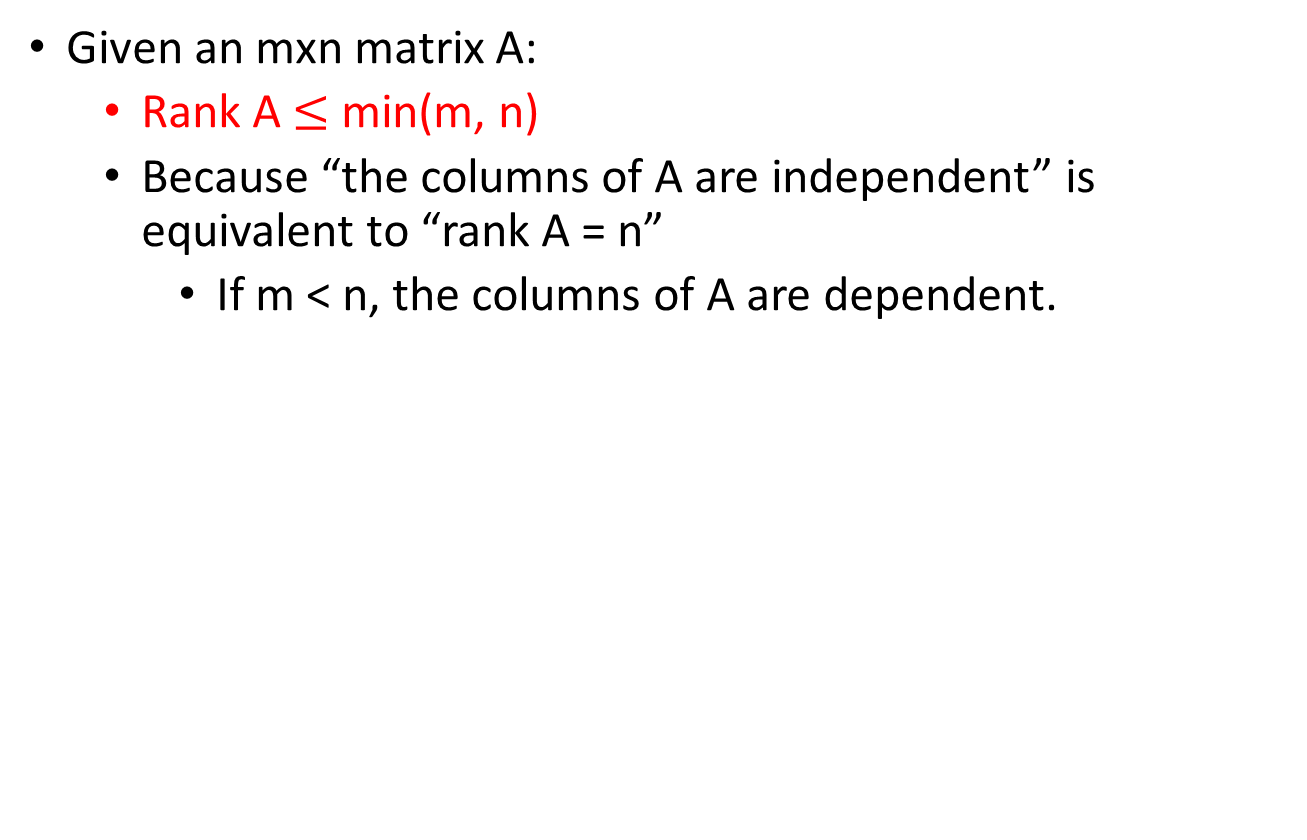 • Given an mxn matrix A:
• Rank A ≤ min(m, n)
• Because “the columns of A are independent” is
equivalent to “rank A = n”
• If m < n, the columns of A are dependent.